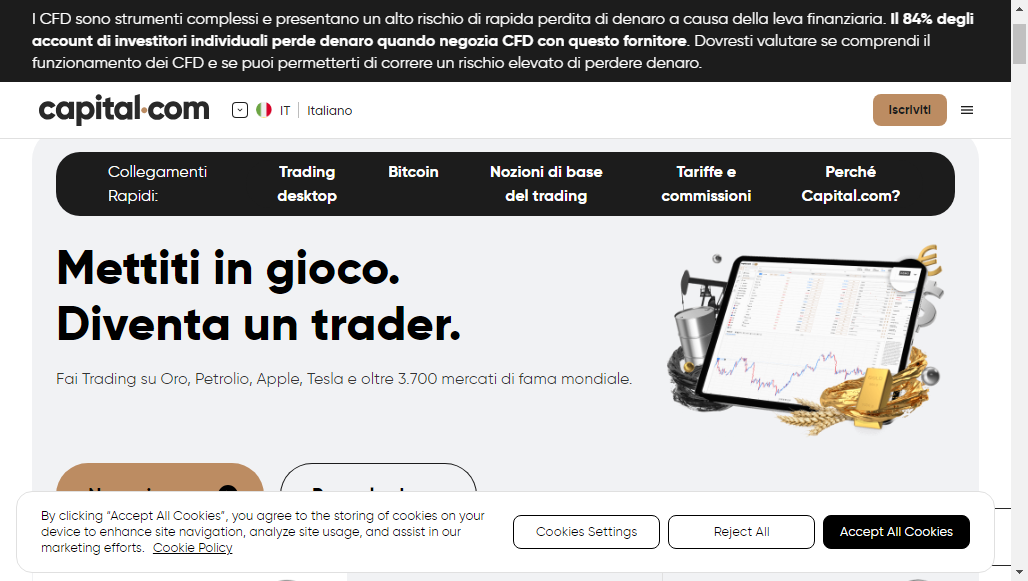 I CFD sono strumenti complessi e presentano un alto rischio di rapida perdita di denaro a causa della leva finanziaria. Il 84% degli
account di investitori individuali perde denaro quando negozia CFD con questo fornitore. Dovresti valutare se comprendi il
funzionamento dei CFD e se puoi permetterti di correre un rischio elevato di perdere denaro.
capital.com
IT
Italiano
Iscriviti
Collegamenti
Rapidi:
Trading
desktop
Bitcoin
Nozioni di base
del trading
Tariffe e
commissioni
Perché
Capital.com?
Mettiti in gioco.
Diventa un trader.
Fai Trading su Oro, Petrolio, Apple, Tesla e oltre 3.700 mercati di fama mondiale.
By clicking “Accept All Cookies”, you agree to the storing of cookies on your
device to enhance site navigation, analyze site usage, and assist in our
marketing efforts. Cookie Policy
Cookies Settings
Reject All
Accept All Cookies